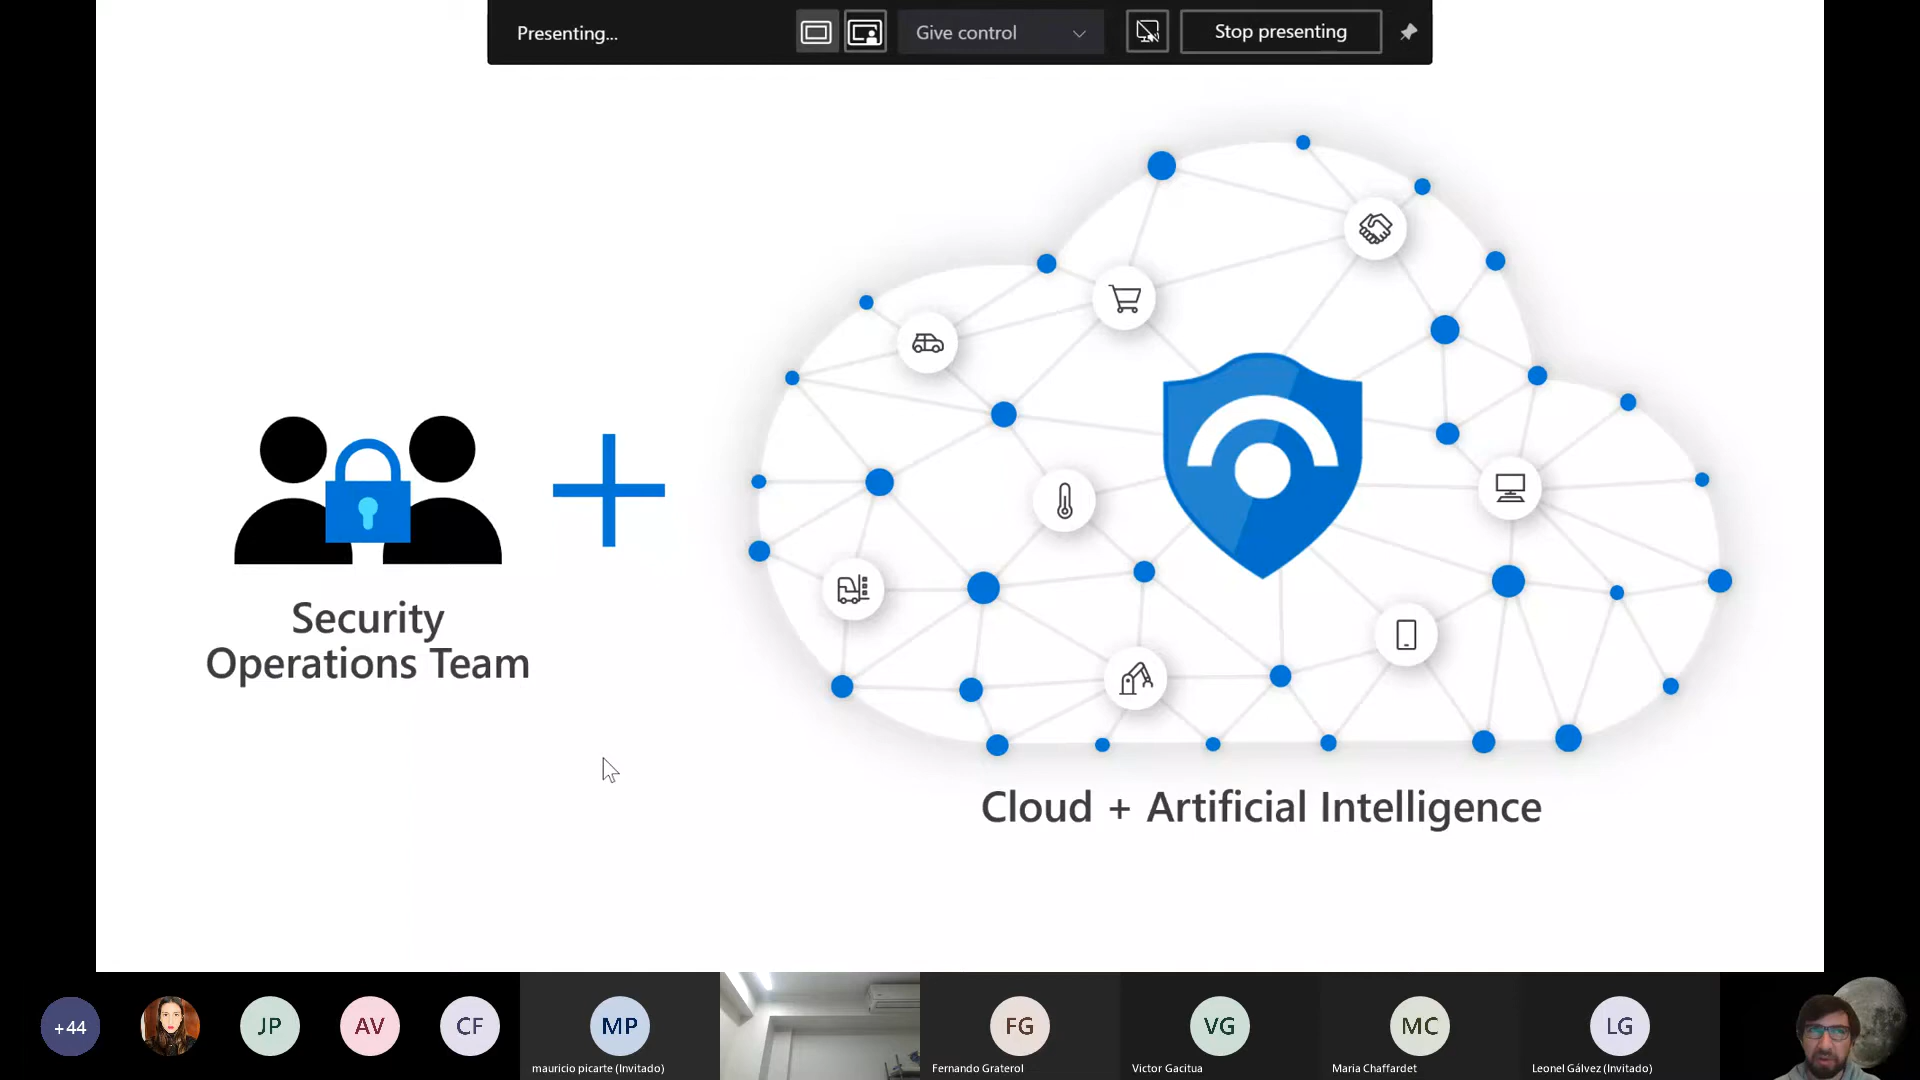 Presenting...
Give control
Stop presenting
Security
Operations Team
Cloud + Artificial Intelligence
+44
JP
AV
CF
MP
mauricio picarte (Invitado)
FG
Fernando Graterol
VG
Victor Gacitua
MC
Maria Chaffardet
LG
Leonel Gálvez (Invitado)